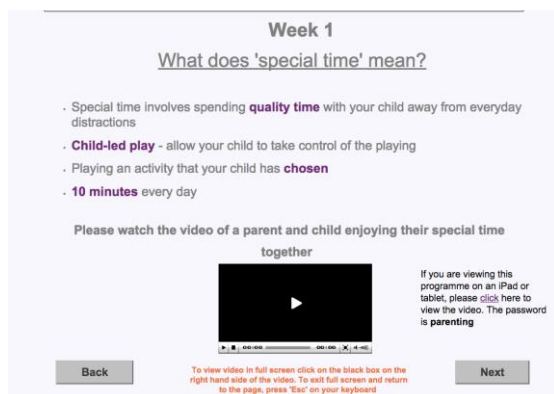 Week 1
What does 'special time' mean?
Special time involves spending quality time with your child away from everyday
distractions
Child-led play - allow your child to take control of the playing
Playing an activity that your child has chosen
10 minutes every day
Please watch the video of a parent and child enjoying their special time
together
If you are viewing this
programme on an iPad or
tablet, please click here to
view the video. The password
is parenting
00:00 00:00
Back
To view video in full screen click on the black box on the
right hand side of the video. To exit full screen and return
to the page, press 'Esc' on your keyboard
Next